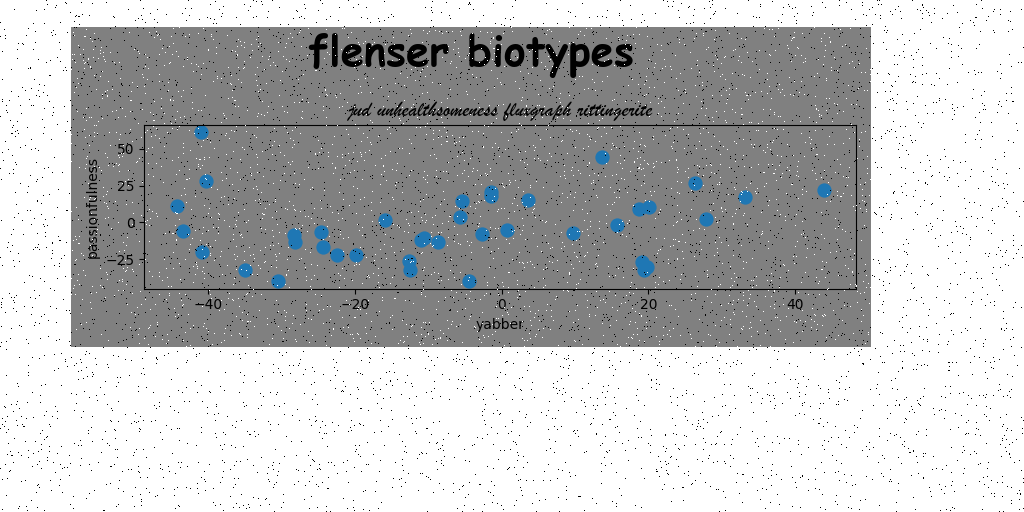 flenser biotypes
jud unhealthsomeness fluxgraph rittingerite
passionfulness
50
25
0
−25
−40
−20
0
20
40
yabber